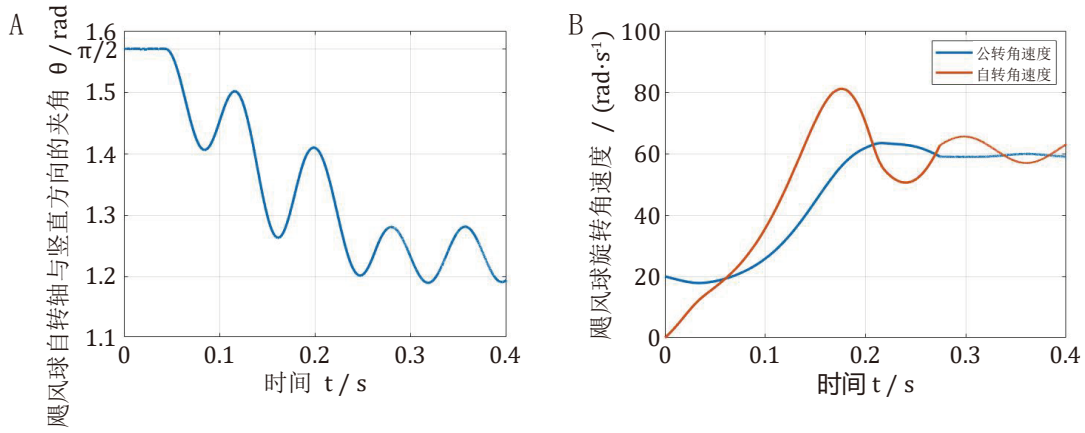 A
飓风球自转轴与竖直方向的夹角 θ / rad
1.6
π/2
1.5
1.4
1.3
1.2
1.1
0
0.1
0.2
0.3
0.4
时间 t / s
B
飓风球旋转角速度 / (rad·s⁻¹)
100
80
60
40
20
0
公转角速度
自转角速度
0
0.1
0.2
0.3
0.4
时间 t / s